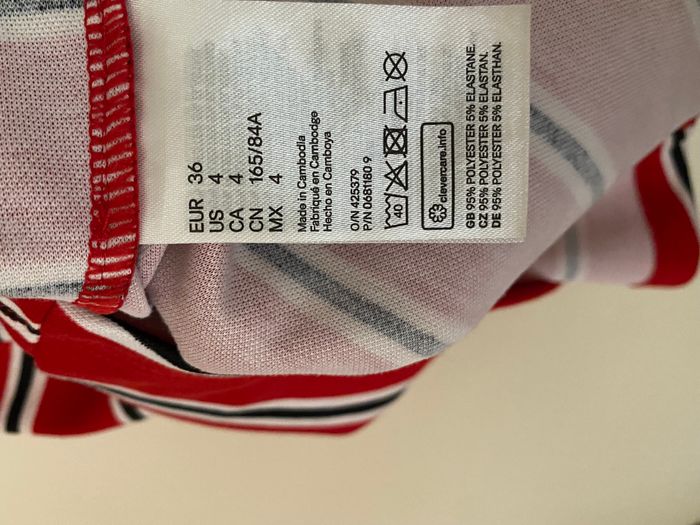 EUR 36
US 4
CA 4
CN 165/84A
MX 4
Made in Cambodia
Fabriqué en Cambodge
Hecho en Camboya
O/N 425379
P/N 0681180 9
40
clevercare.info
GB 95% POLYESTER 5% ELASTANE.
CZ 95% POLYESTER 5% ELASTAN.
DE 95% POLYESTER 5% ELASTHAN.